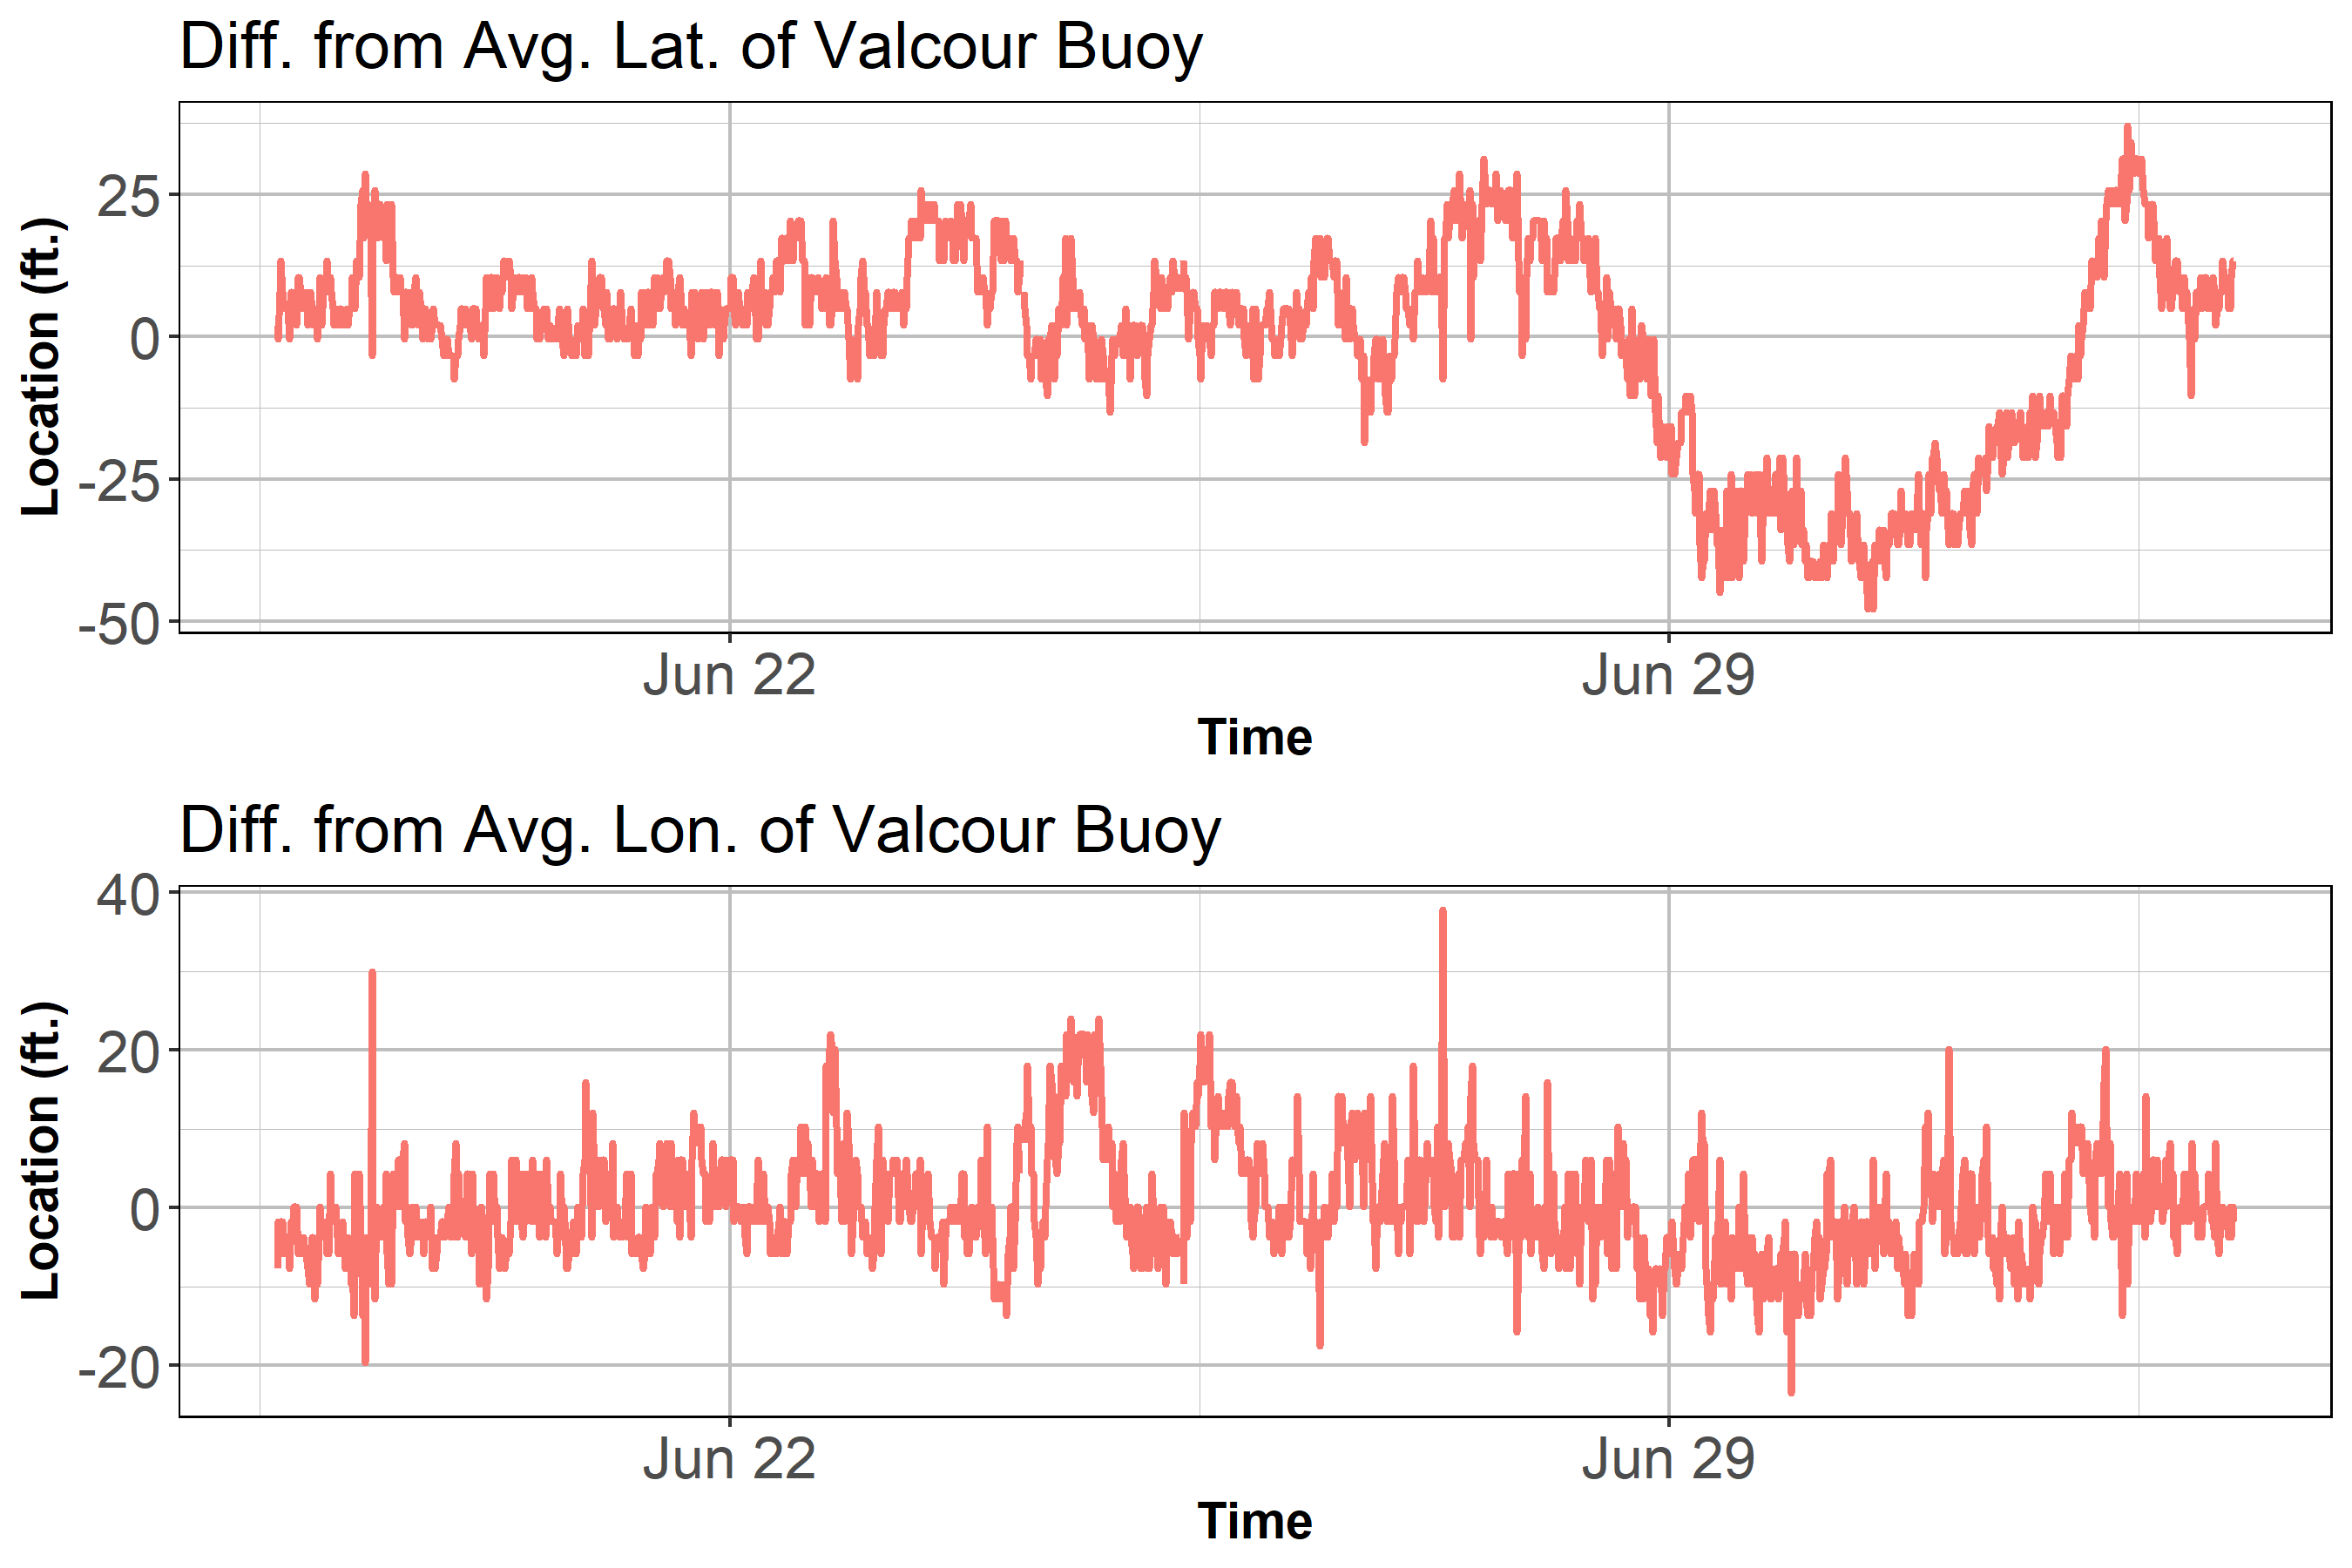 Diff. from Avg. Lat. of Valcour Buoy
Location (ft.)
25
0
-25
-50
Jun 22
Jun 29
Time
Diff. from Avg. Lon. of Valcour Buoy
Location (ft.)
40
20
0
-20
Jun 22
Jun 29
Time